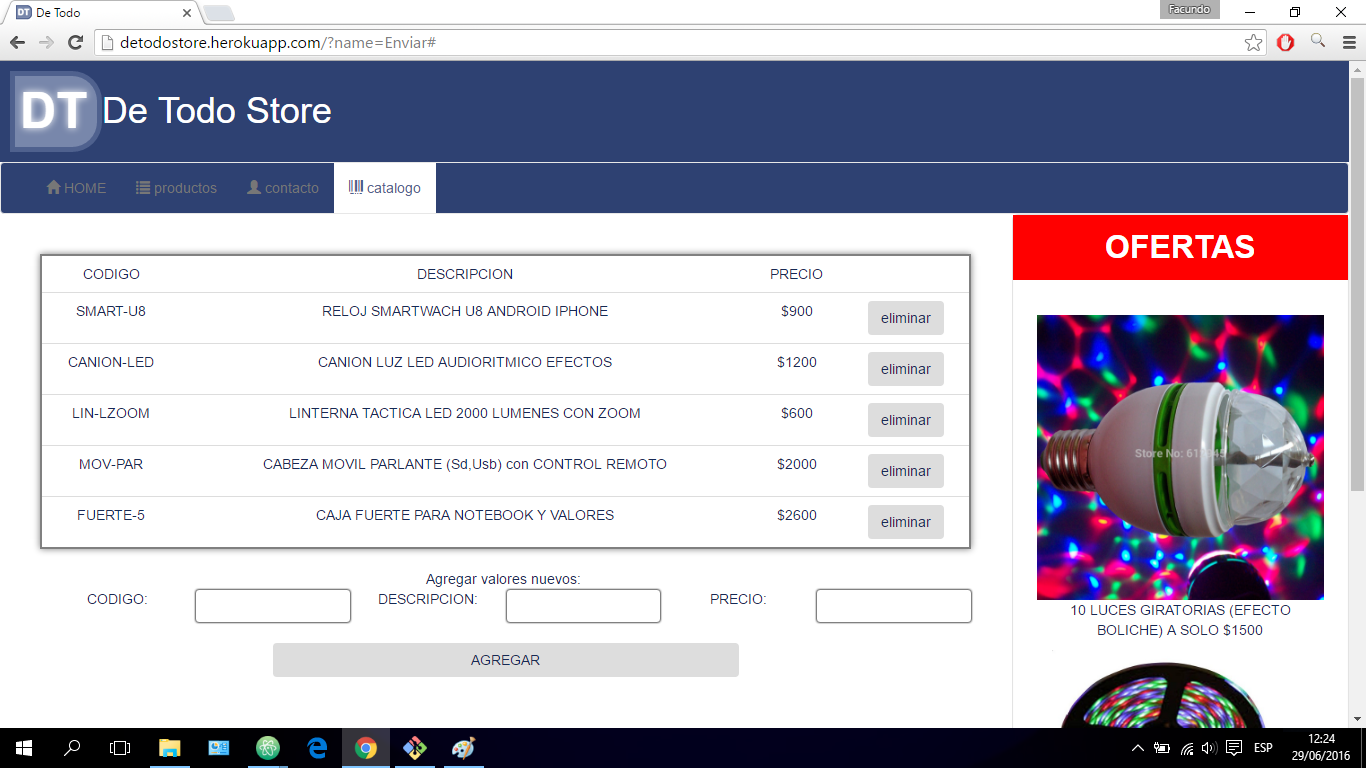 De Todo
Facundo
detodostore.herokuapp.com/?name=Enviar#
DT De Todo Store
HOME productos contacto catalogo
OFERTAS
CODIGO DESCRIPCION PRECIO
SMART-U8 RELOJ SMARTWACH U8 ANDROID IPHONE $900 eliminar
CANION-LED CANION LUZ LED AUDIORITMICO EFECTOS $1200 eliminar
LIN-LZOOM LINTERNA TACTICA LED 2000 LUMENES CON ZOOM $600 eliminar
MOV-PAR CABEZA MOVIL PARLANTE (Sd,Usb) con CONTROL REMOTO $2000 eliminar
FUERTE-5 CAJA FUERTE PARA NOTEBOOK Y VALORES $2600 eliminar
Agregar valores nuevos:
CODIGO: DESCRIPCION: PRECIO:
AGREGAR
Store No:
10 LUCES GIRATORIAS (EFECTO
BOLICHE) A SOLO $1500
ESP
12:24
29/06/2016